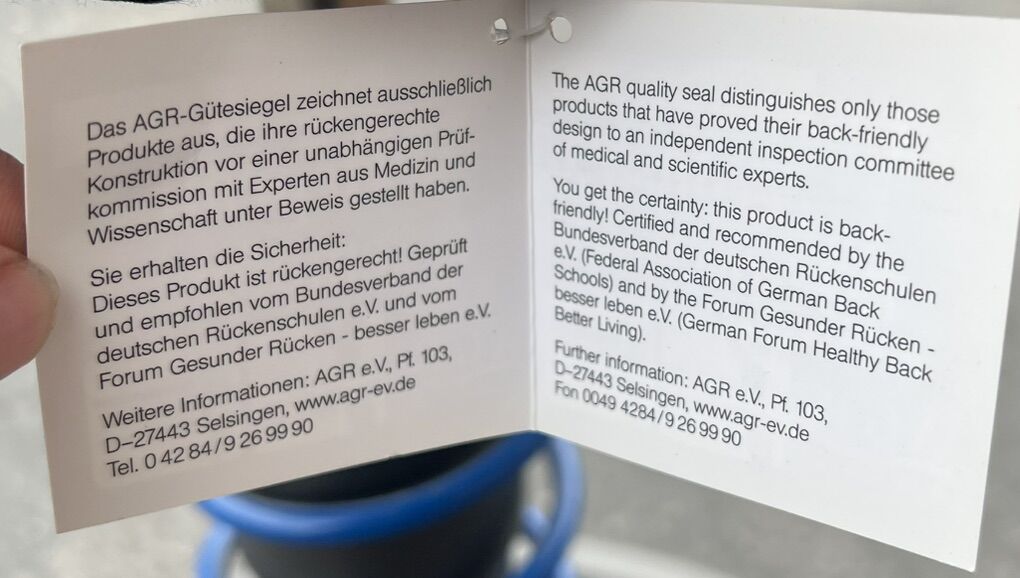 Das AGR-Gütesiegel zeichnet ausschließlich
Produkte aus, die ihre rückengerechte
Konstruktion vor einer unabhängigen Prüf-
kommission mit Experten aus Medizin und
Wissenschaft unter Beweis gestellt haben.
Sie erhalten die Sicherheit:
Dieses Produkt ist rückengerecht! Geprüft
und empfohlen vom Bundesverband der
deutschen Rückenschulen e.V. und vom
Forum Gesunder Rücken - besser leben e.V.
Weitere Informationen: AGR e.V., Pf. 103,
D–27443 Selsingen, www.agr-ev.de
Tel. 0 42 84 / 9 26 99 90
The AGR quality seal distinguishes only those
products that have proved their back-friendly
design to an independent inspection committee
of medical and scientific experts.
You get the certainty: this product is back-
friendly! Certified and recommended by the
Bundesverband der deutschen Rückenschulen
e.V. (Federal Association of German Back
Schools) and by the Forum Gesunder Rücken -
besser leben e.V. (German Forum Healthy Back
Better Living).
Further information: AGR e.V., Pf. 103,
D–27443 Selsingen, www.agr-ev.de
Fon 0049 4284 / 9 26 99 90